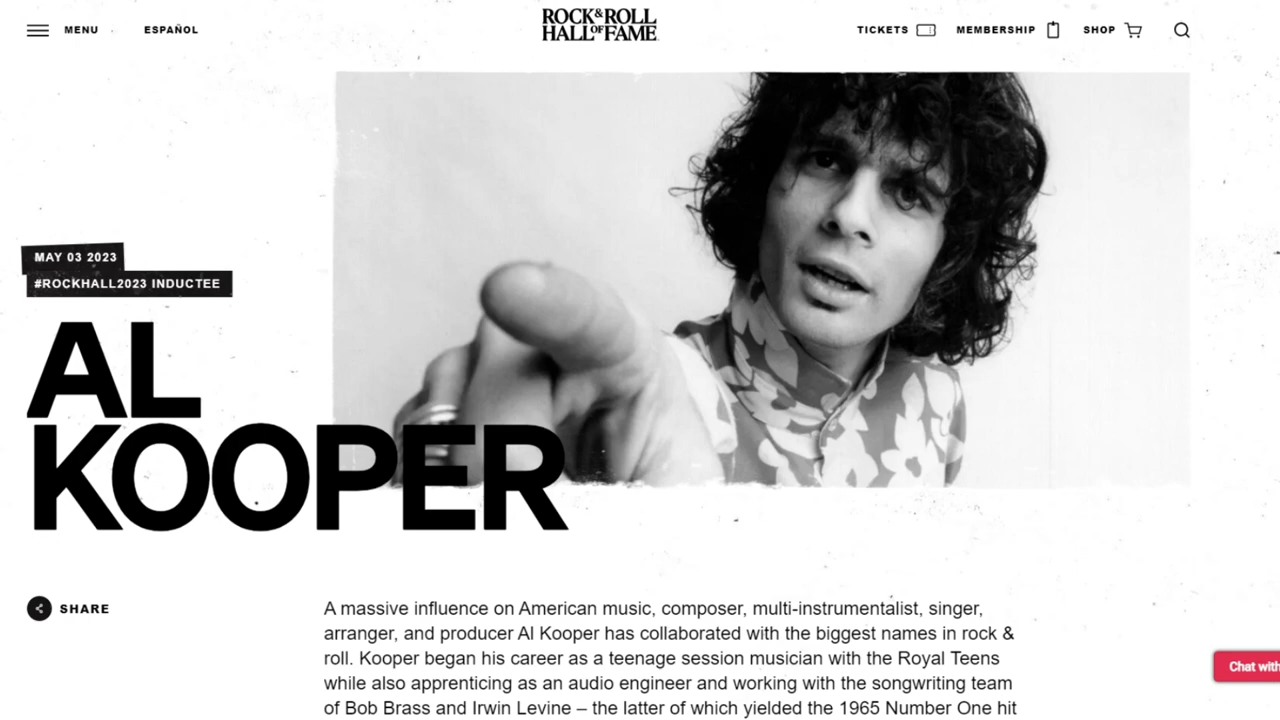 MENU
ESPAÑOL
ROCK & ROLL
HALL OF FAME
TICKETS
MEMBERSHIP
SHOP
MAY 03 2023
#ROCKHALL2023 INDUCTEE
AL
KOOPER
SHARE
A massive influence on American music, composer, multi-instrumentalist, singer,
arranger, and producer Al Kooper has collaborated with the biggest names in rock &
roll. Kooper began his career as a teenage session musician with the Royal Teens
while also apprenticing as an audio engineer and working with the songwriting team
of Bob Brass and Irwin Levine – the latter of which yielded the 1965 Number One hit
Chat with